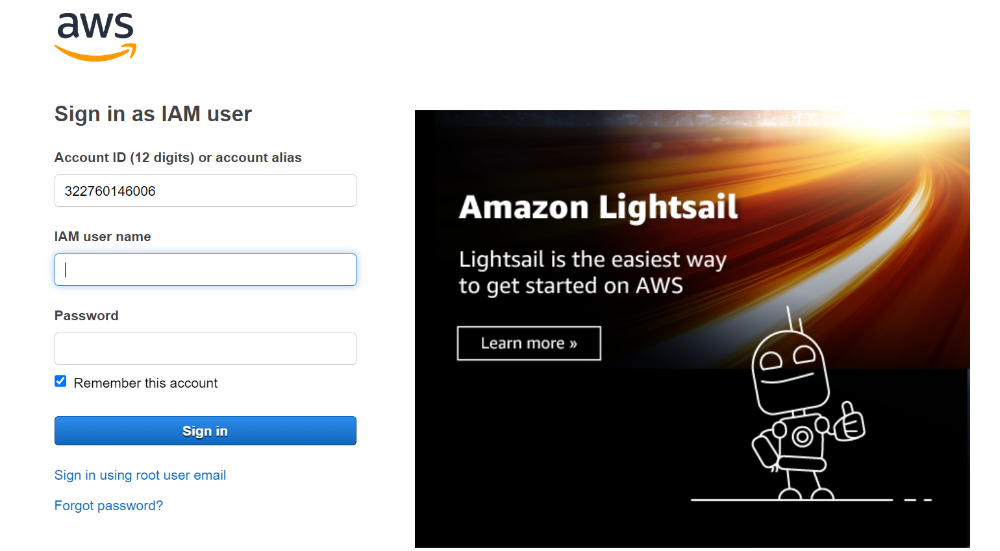 aws
Sign in as IAM user
Account ID (12 digits) or account alias
322760146006
IAM user name
Password
Remember this account
Sign in
Sign in using root user email
Forgot password?
Amazon Lightsail
Lightsail is the easiest way
to get started on AWS
Learn more »